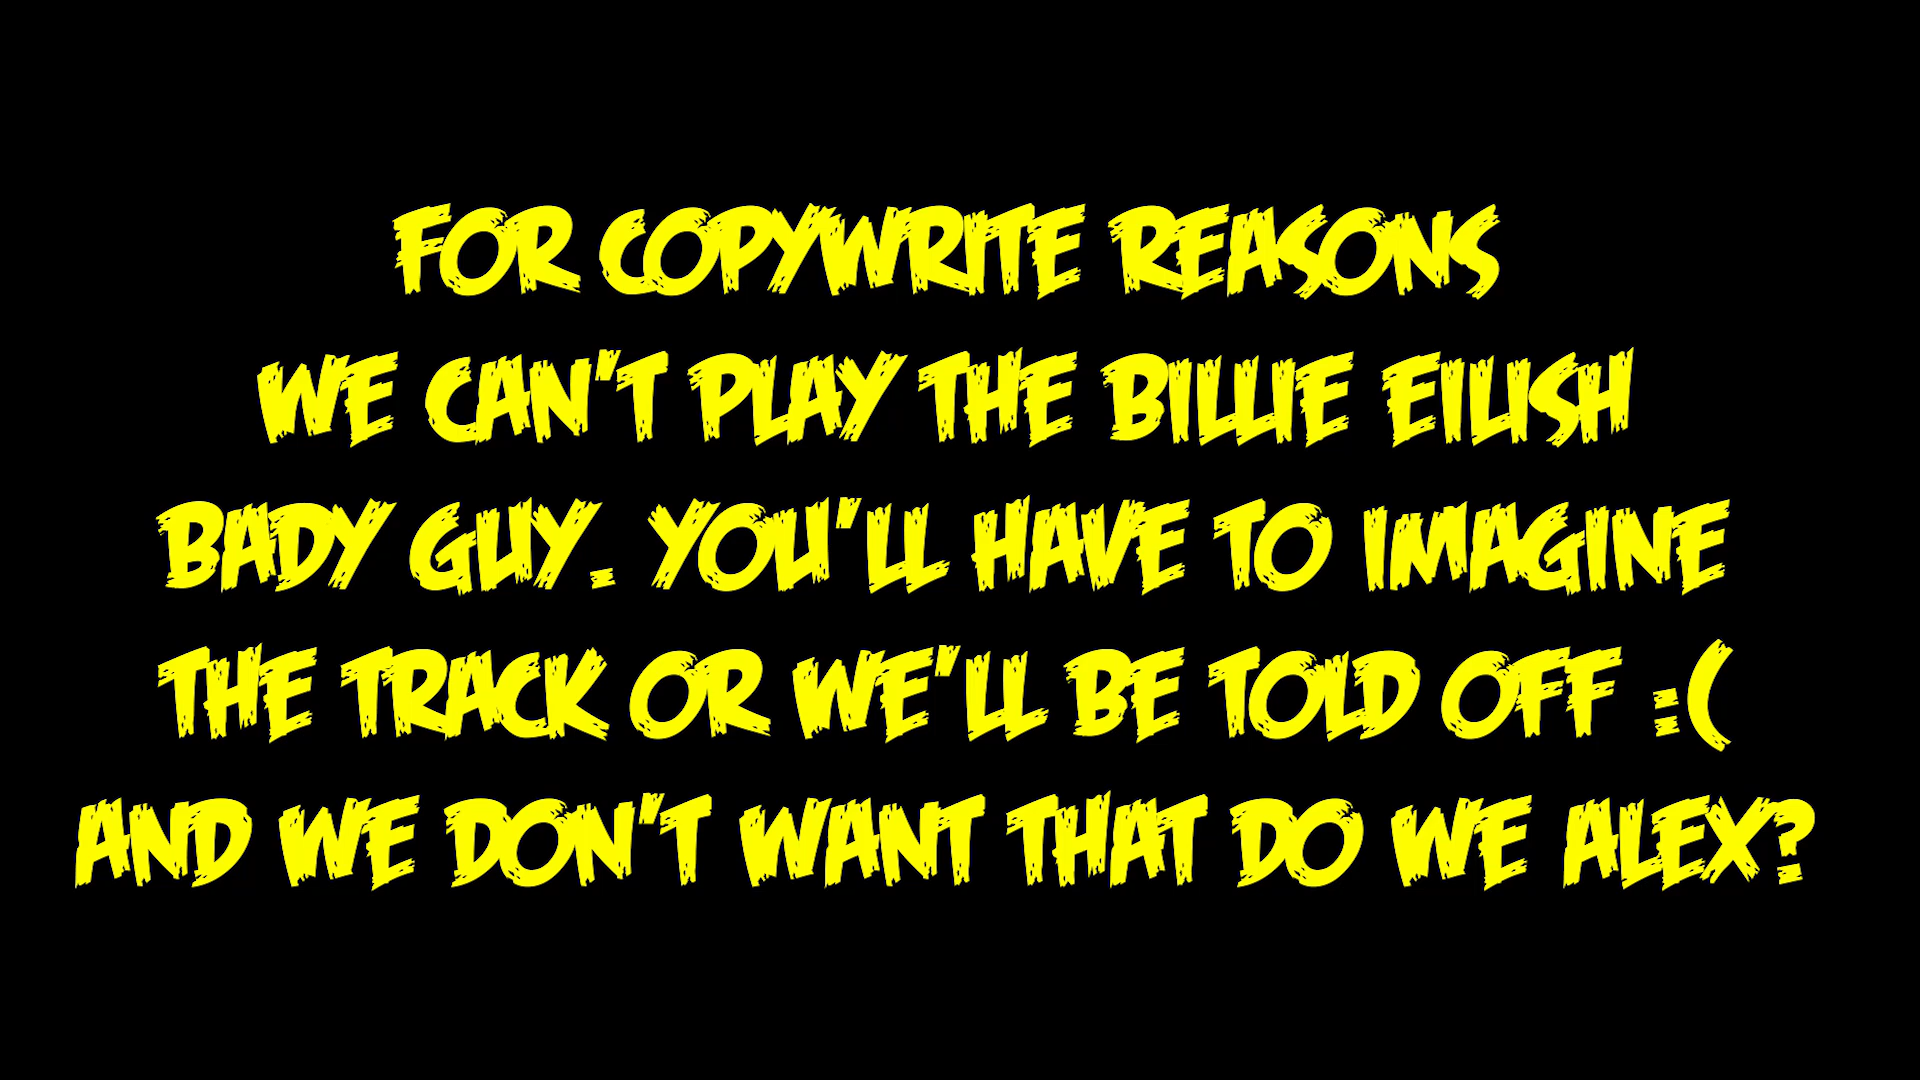 FOR COPYWRITE REASONS
WE CAN'T PLAY THE BILLIE EILISH
BADY GUY. YOU'LL HAVE TO IMAGINE
THE TRACK OR WE'LL BE TOLD OFF :(
AND WE DON'T WANT THAT DO WE ALEX?